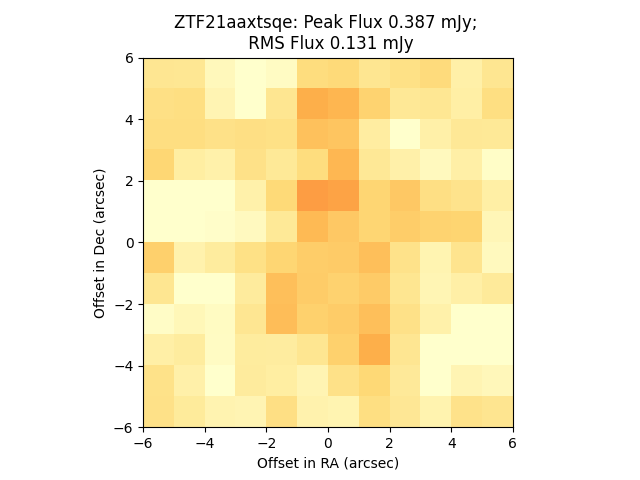 ZTF21aaxtsqe: Peak Flux 0.387 mJy;
RMS Flux 0.131 mJy
6
4
2
0
−2
−4
−6
Offset in Dec (arcsec)
−6 −4 −2 0 2 4 6
Offset in RA (arcsec)